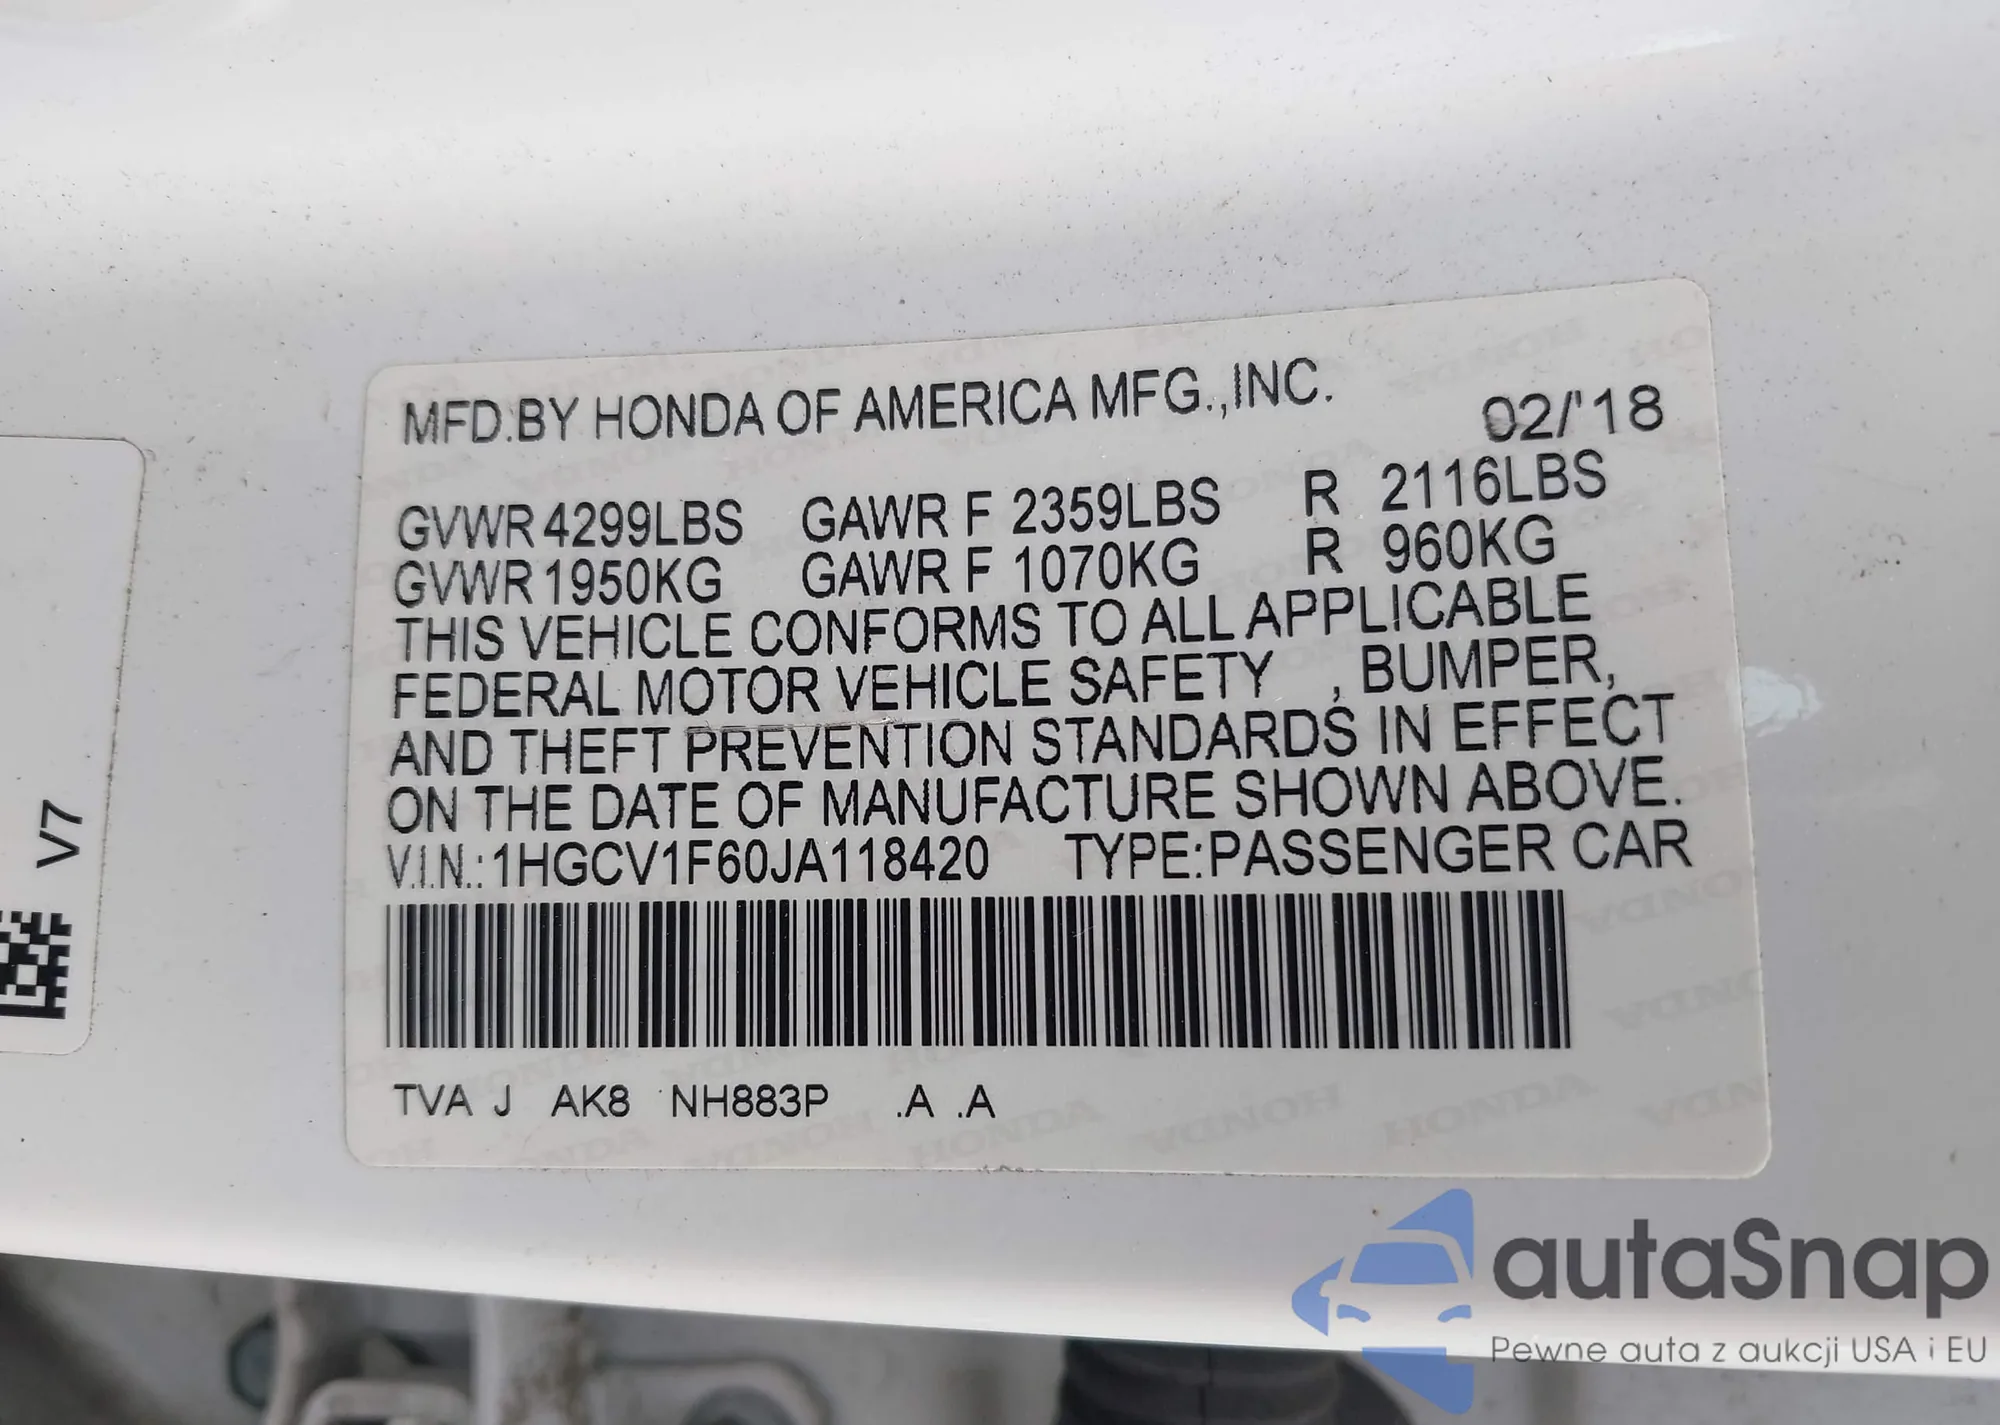 MFD.BY HONDA OF AMERICA MFG.,INC. 02/'18
GVWR 4299LBS GAWR F 2359LBS R 2116LBS
GVWR 1950KG GAWR F 1070KG R 960KG
THIS VEHICLE CONFORMS TO ALL APPLICABLE
FEDERAL MOTOR VEHICLE SAFETY , BUMPER,
AND THEFT PREVENTION STANDARDS IN EFFECT
ON THE DATE OF MANUFACTURE SHOWN ABOVE.
V.I.N.:1HGCV1F60JA118420 TYPE:PASSENGER CAR
TVA J AK8 NH883P .A .A
V7
autaSnap
Pewne auta z aukcji USA i EU